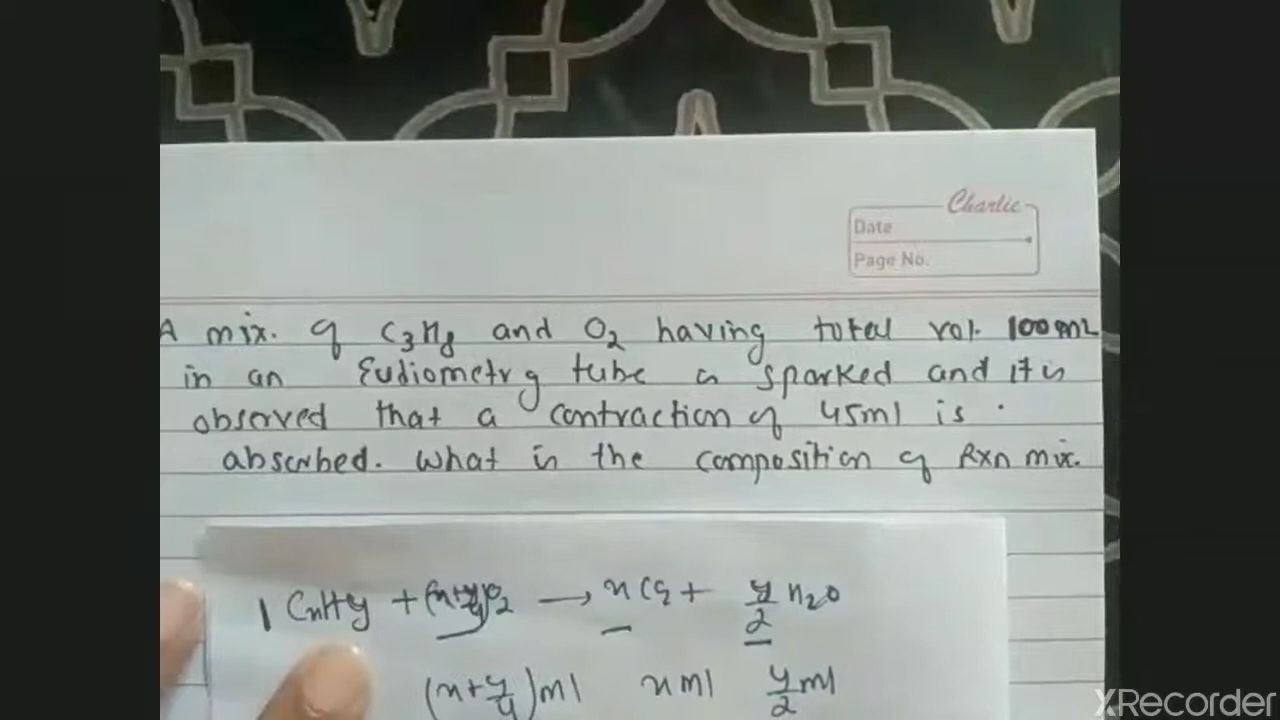 Charlie
Date
Page No.
A mix. of C3H8 and O2 having total vol. 100ml
in an Eudiometry tube is sparked and it is
observed that a contraction of 45ml is .
absorbed. What is the composition of Rxn mix.
1 CxHy + (x+y/4)O2 → x CO2 + y/2 H2O
(x+y/4)ml x ml y/2 ml
XRecorder